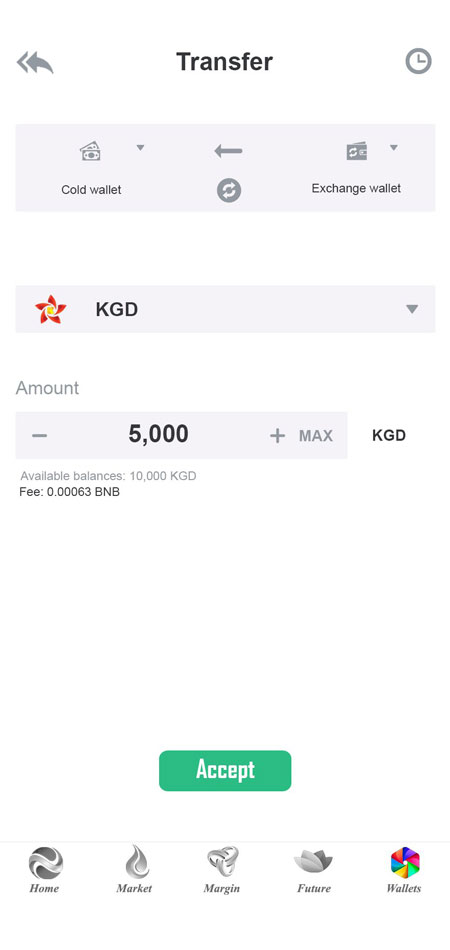 Transfer
Cold wallet
Exchange wallet
KGD
Amount
− 5,000 + MAX KGD
Available balances: 10,000 KGD
Fee: 0.00063 BNB
Accept
Home Market Margin Future Wallets